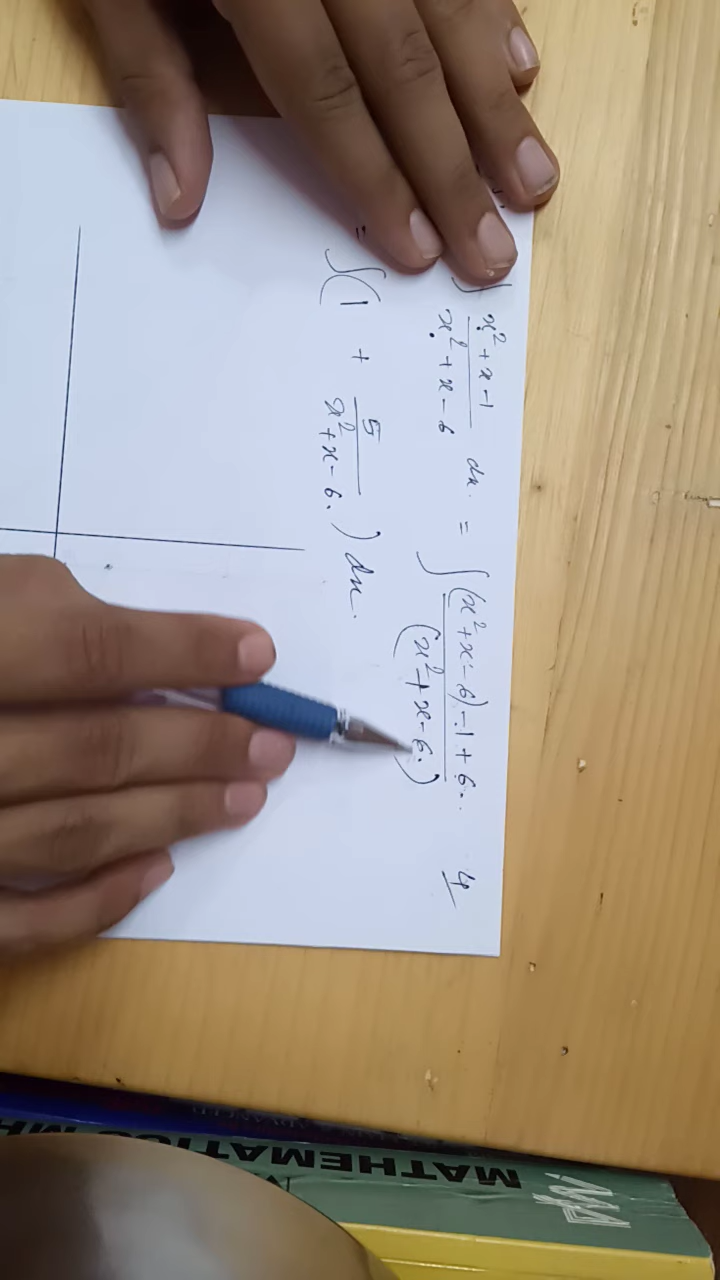 ∫ x² + x - 1 / x² + x - 6 dx. = ∫ (x² + x - 6) - 1 + 6. / (x² + x - 6.) 4
= ∫ (1 + 5 / x² + x - 6.) dx.
MATHEMATICS